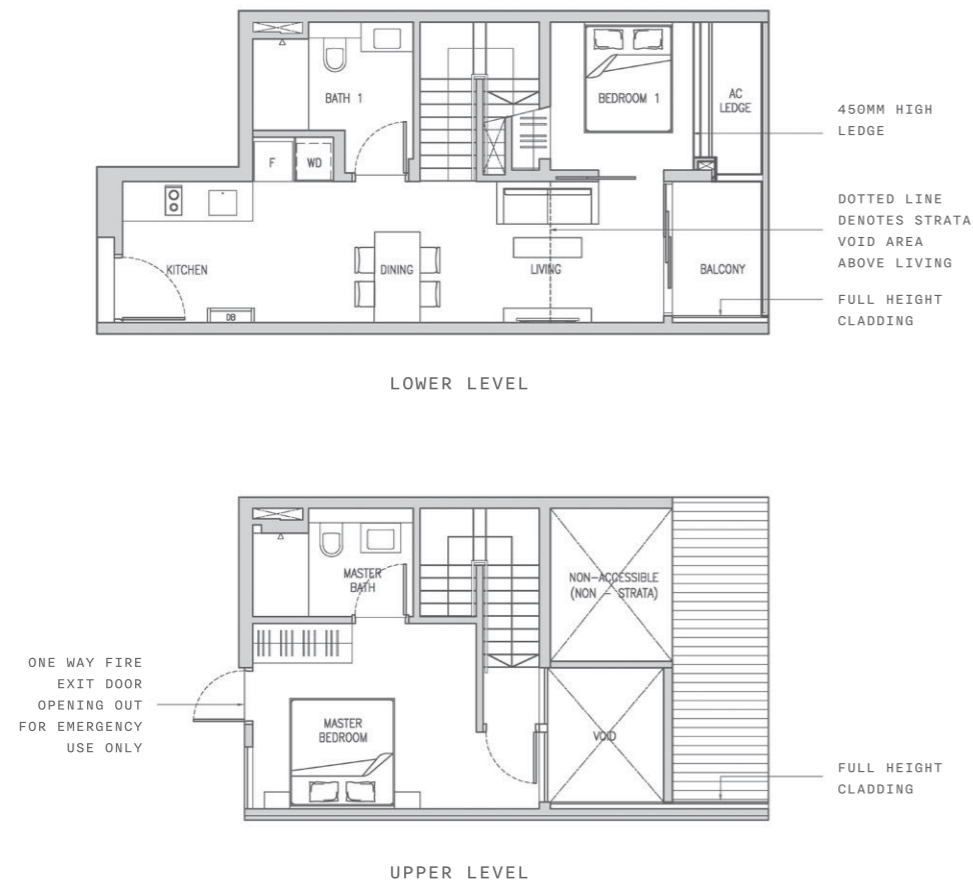 BATH 1
BEDROOM 1
AC
LEDGE
450MM HIGH
LEDGE
F
WD
DOTTED LINE
DENOTES STRATA
VOID AREA
ABOVE LIVING
KITCHEN
DINING
LIVING
BALCONY
FULL HEIGHT
CLADDING
DB
LOWER LEVEL
MASTER
BATH
NON-ACCESSIBLE
(NON - STRATA)
ONE WAY FIRE
EXIT DOOR
OPENING OUT
FOR EMERGENCY
USE ONLY
MASTER
BEDROOM
VOID
FULL HEIGHT
CLADDING
UPPER LEVEL